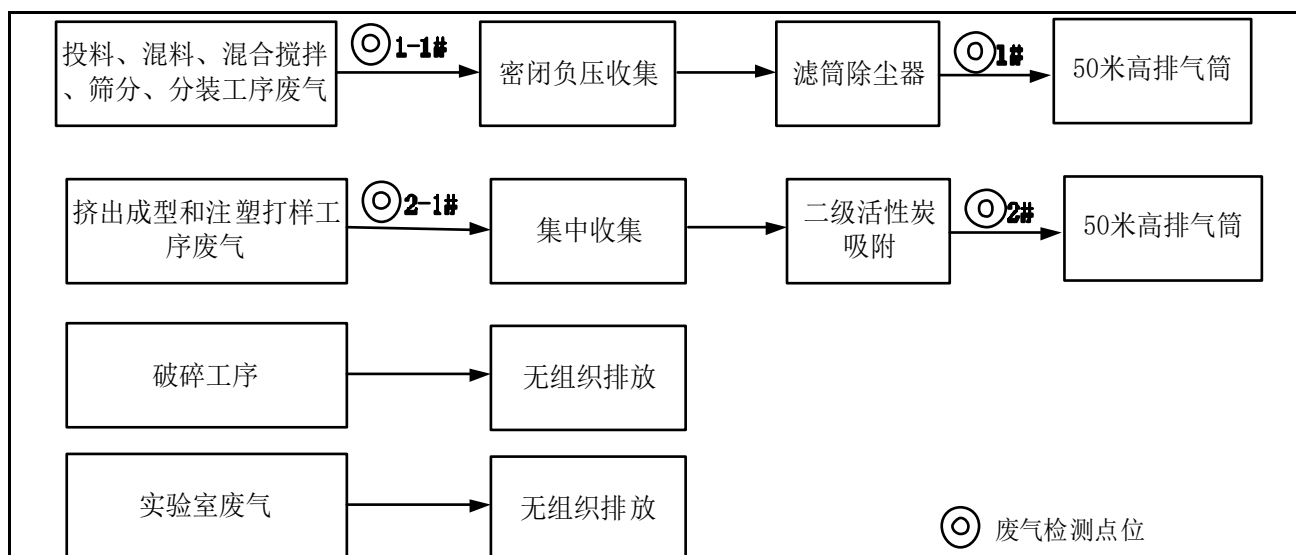 投料、混料、混合搅拌
、筛分、分装工序废气
1-1#
密闭负压收集
滤筒除尘器
1#
50米高排气筒
挤出成型和注塑打样工
序废气
2-1#
集中收集
二级活性炭
吸附
2#
50米高排气筒
破碎工序
无组织排放
实验室废气
无组织排放
废气检测点位